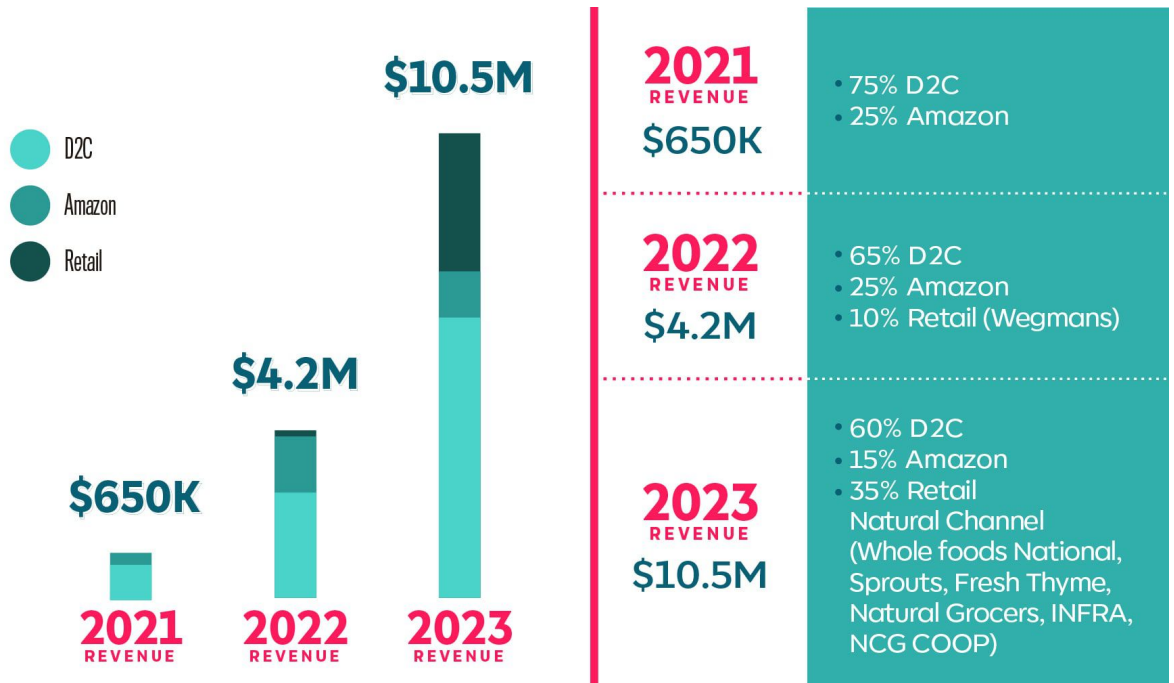 $10.5M
D2C
Amazon
Retail
$4.2M
$650K
2021
REVENUE
2022
REVENUE
2023
REVENUE
2021
REVENUE
$650K
• 75% D2C
• 25% Amazon
2022
REVENUE
$4.2M
• 65% D2C
• 25% Amazon
• 10% Retail (Wegmans)
2023
REVENUE
$10.5M
• 60% D2C
• 15% Amazon
• 35% Retail
Natural Channel
(Whole foods National,
Sprouts, Fresh Thyme,
Natural Grocers, INFRA,
NCG COOP)